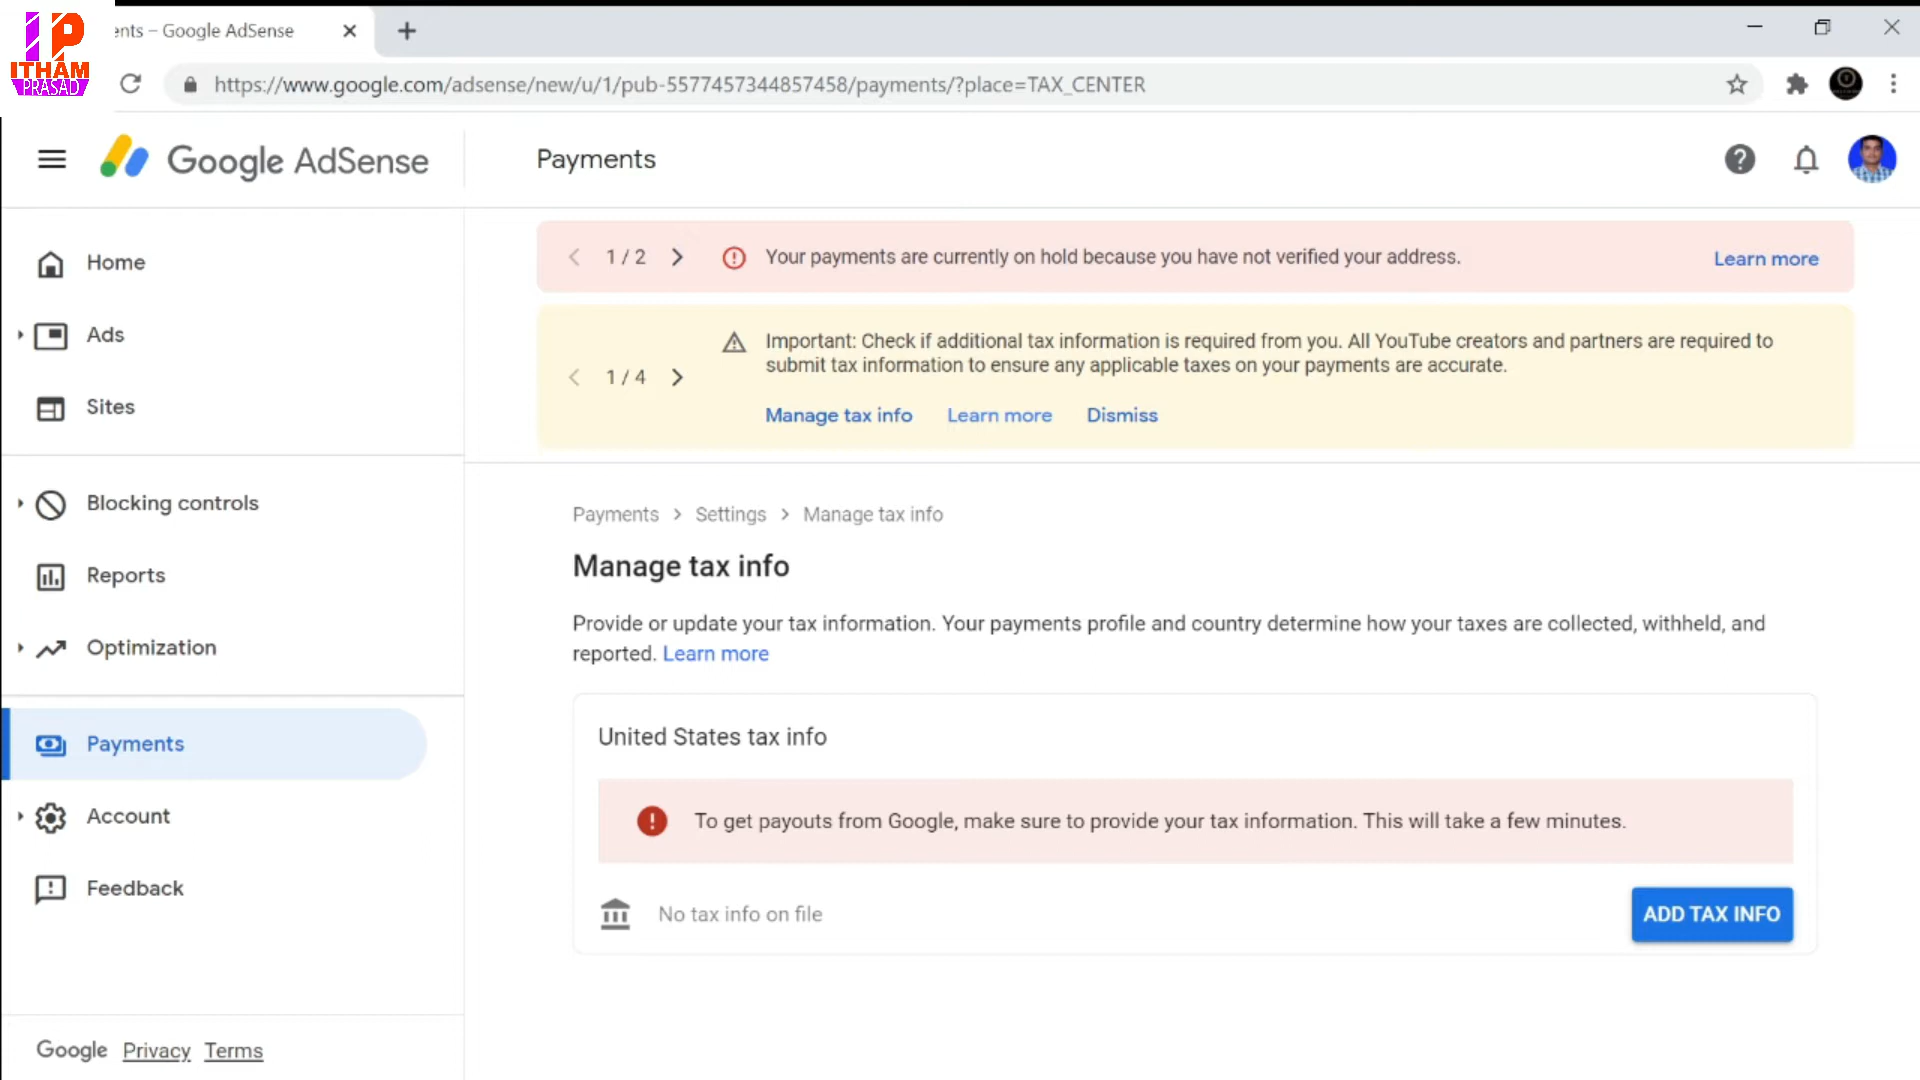 ents – Google AdSense
IP
ITHAM
PRASAD
https://www.google.com/adsense/new/u/1/pub-5577457344857458/payments/?place=TAX_CENTER
Google AdSense
Payments
Home
Ads
Sites
Blocking controls
Reports
Optimization
Payments
Account
Feedback
Google Privacy Terms
1 / 2
Your payments are currently on hold because you have not verified your address.
Learn more
1 / 4
Important: Check if additional tax information is required from you. All YouTube creators and partners are required to
submit tax information to ensure any applicable taxes on your payments are accurate.
Manage tax info Learn more Dismiss
Payments > Settings > Manage tax info
Manage tax info
Provide or update your tax information. Your payments profile and country determine how your taxes are collected, withheld, and
reported. Learn more
United States tax info
To get payouts from Google, make sure to provide your tax information. This will take a few minutes.
No tax info on file
ADD TAX INFO